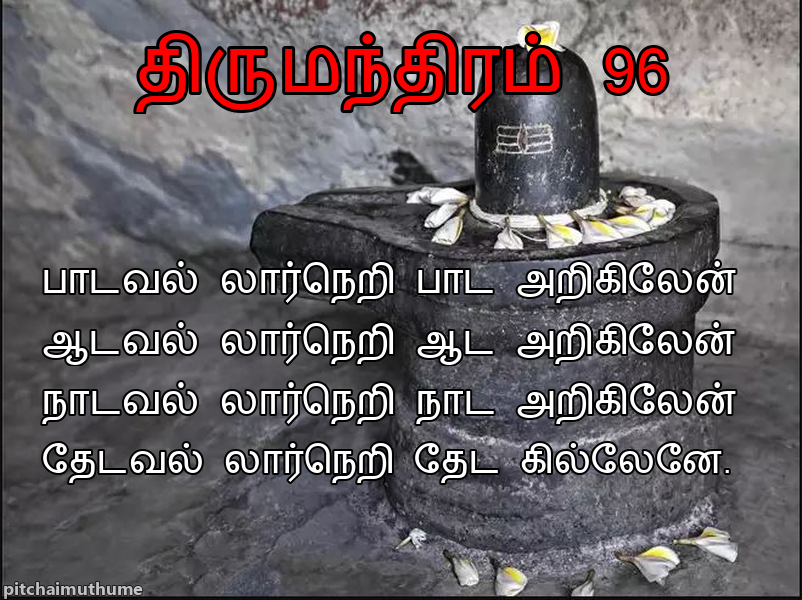 திருமந்திரம் 96
பாடவல் லார்நெறி பாட அறிகிலேன்
ஆடவல் லார்நெறி ஆட அறிகிலேன்
நாடவல் லார்நெறி நாட அறிகிலேன்
தேடவல் லார்நெறி தேட கில்லேனே.
pitchaimuthume